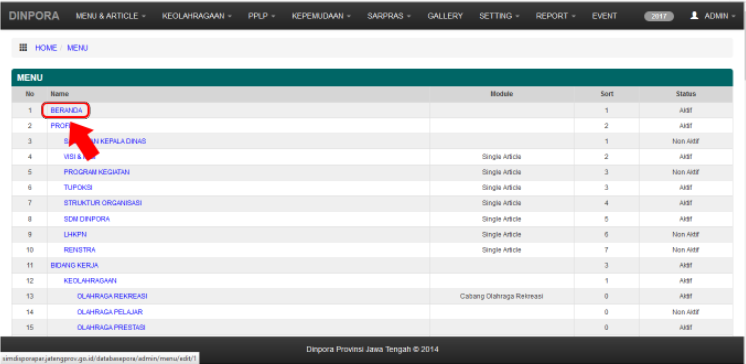 DINPORA MENU & ARTICLE KEOLAHRAGAAN PPLP KEPEMUDAAN SARPRAS GALLERY SETTING REPORT EVENT 2017 ADMIN
HOME / MENU
MENU
No Name Module Sort Status
1 BERANDA 1 Aktif
2 2 Aktif
3 KEPALA DINAS 1 Non Aktif
4 VISI & Single Article 2 Aktif
5 PROGRAM KEGIATAN Single Article 3 Non Aktif
6 TUPOKSI Single Article 3 Aktif
7 STRUKTUR ORGANISASI Single Article 4 Aktif
8 SDM DINPORA Single Article 5 Aktif
9 LHKPN Single Article 6 Non Aktif
10 RENSTRA Single Article 7 Non Aktif
11 BIDANG KERJA 3 Aktif
12 KEOLAHRAGAAN 1 Aktif
13 OLAHRAGA REKREASI Cabang Olahraga Rekreasi 0 Aktif
14 OLAHRAGA PELAJAR 0 Non Aktif
15 OLAHRAGA PRESTASI 0 Aktif
Dinpora Provinsi Jawa Tengah © 2014
simdisporapar.jatengprov.go.id/databasepora/admin/menu/edit/1